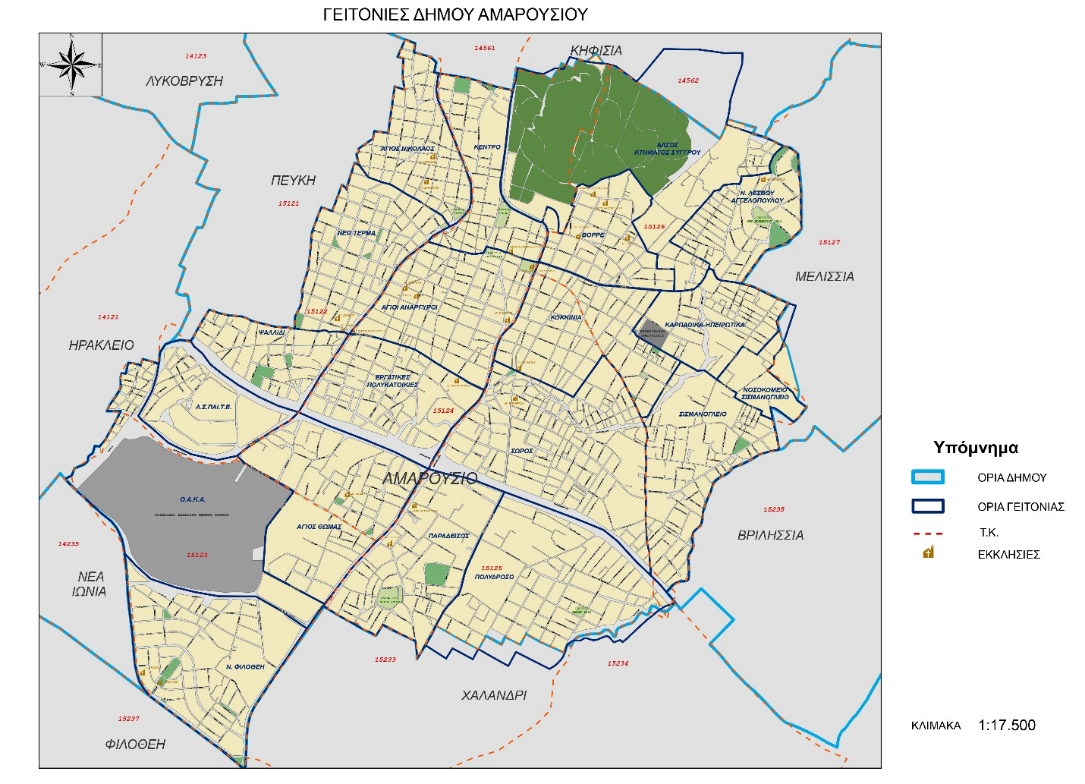 ΓΕΙΤΟΝΙΕΣ ΔΗΜΟΥ ΑΜΑΡΟΥΣΙΟΥ
N
W
E
S
14123
ΛΥΚΟΒΡΥΣΗ
14561
ΚΗΦΙΣΙΑ
14562
ΑΓΙΟΣ ΝΙΚΟΛΑΟΣ
ΚΕΝΤΡΟ
ΑΛΣΟΣ
ΚΤΗΜΑΤΟΣ ΣΥΓΓΡΟΥ
ΠΕΥΚΗ
15121
Ν. ΛΕΣΒΟΥ
ΑΓΓΕΛΟΠΟΥΛΟΥ
ΝΕΟ ΤΕΡΜΑ
ΒΟΡΡΕ
15126
15127
ΜΕΛΙΣΣΙΑ
14121
ΗΡΑΚΛΕΙΟ
15122
ΑΓΙΟΙ ΑΝΑΡΓΥΡΟΙ
ΚΟΚΚΙΝΙΑ
ΚΑΡΠΑΘΙΚΑ-ΗΠΕΙΡΩΤΙΚΑ
ΨΑΛΛΙΔΙ
ΕΡΓΑΤΙΚΕΣ
ΠΟΛΥΚΑΤΟΙΚΙΕΣ
ΝΟΣΟΚΟΜΕΙΟ
ΣΙΣΜΑΝΟΓΛΕΙΟ
Α.Σ.ΠΑΙ.Τ.Ε.
15124
ΣΙΣΜΑΝΟΓΛΕΙΟ
ΣΩΡΟΣ
ΑΜΑΡΟΥΣΙΟ
Ο.Α.Κ.Α.
15123
ΑΓΙΟΣ ΘΩΜΑΣ
ΠΑΡΑΔΕΙΣΟΣ
15125
ΠΟΛΥΔΡΟΣΟ
15235
ΒΡΙΛΗΣΣΙΑ
14235
ΝΕΑ
ΙΩΝΙΑ
Ν. ΦΙΛΟΘΕΗ
15233
15234
ΧΑΛΑΝΔΡΙ
15237
ΦΙΛΟΘΕΗ
Υπόμνημα
ΟΡΙΑ ΔΗΜΟΥ
ΟΡΙΑ ΓΕΙΤΟΝΙΑΣ
Τ.Κ.
ΕΚΚΛΗΣΙΕΣ
ΚΛΙΜΑΚΑ 1:17.500